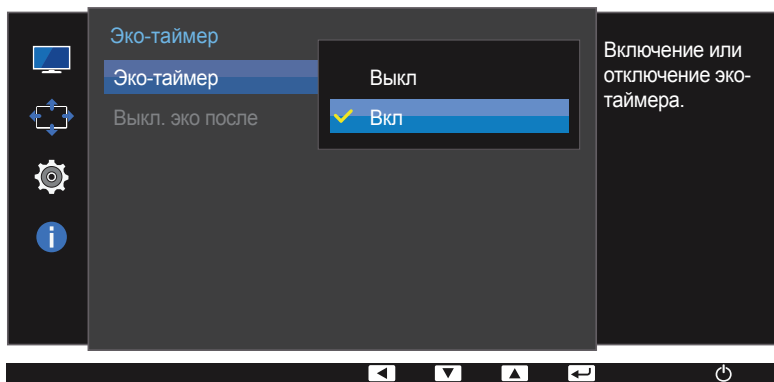 Эко-таймер
Эко-таймер
Выкл. эко после
Выкл
Вкл
Включение или
отключение эко-
таймера.